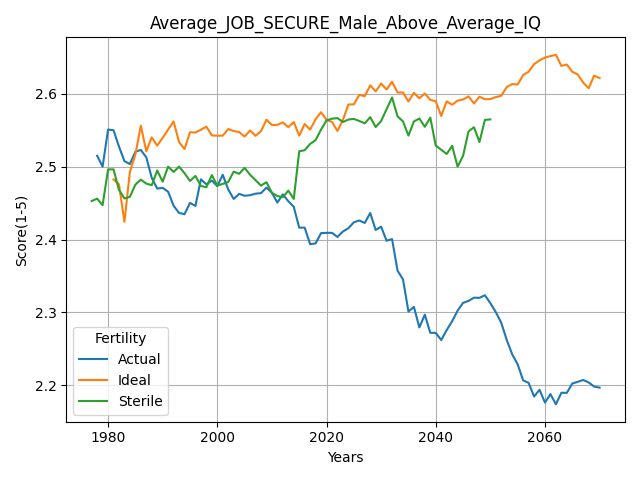 Average_JOB_SECURE_Male_Above_Average_IQ
Score(1-5)
2.6
2.5
2.4
2.3
2.2
Fertility
Actual
Ideal
Sterile
1980 2000 2020 2040 2060
Years